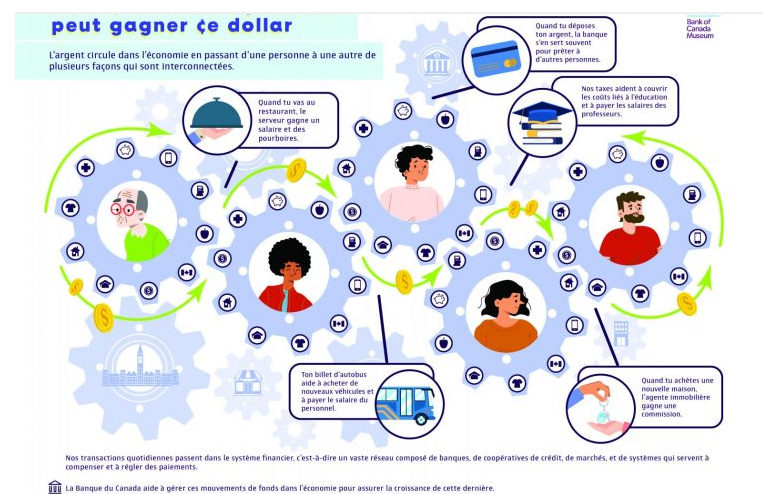 peut gagner ce dollar
L'argent circule dans l'économie en passant d'une personne à une autre de
plusieurs façons qui sont interconnectées.
Bank of
Canada
Museum
Quand tu déposes
ton argent, la banque
s'en sert souvent
pour prêter à
d'autres personnes.
Quand tu vas au
restaurant, le
serveur gagne un
salaire et des
pourboires.
Nos taxes aident à couvrir
les coûts liés à l'éducation
et à payer les salaires des
professeurs.
Ton billet d'autobus
aide à acheter de
nouveaux véhicules et
à payer le salaire du
personnel.
Quand tu achètes une
nouvelle maison,
l'agente immobilière
gagne une
commission.
Nos transactions quotidiennes passent dans le système financier, c'est-à-dire un vaste réseau composé de banques, de coopératives de crédit, de marchés, et de systèmes qui servent à
compenser et à régler des paiements.
La Banque du Canada aide à gérer ces mouvements de fonds dans l'économie pour assurer la croissance de cette dernière.